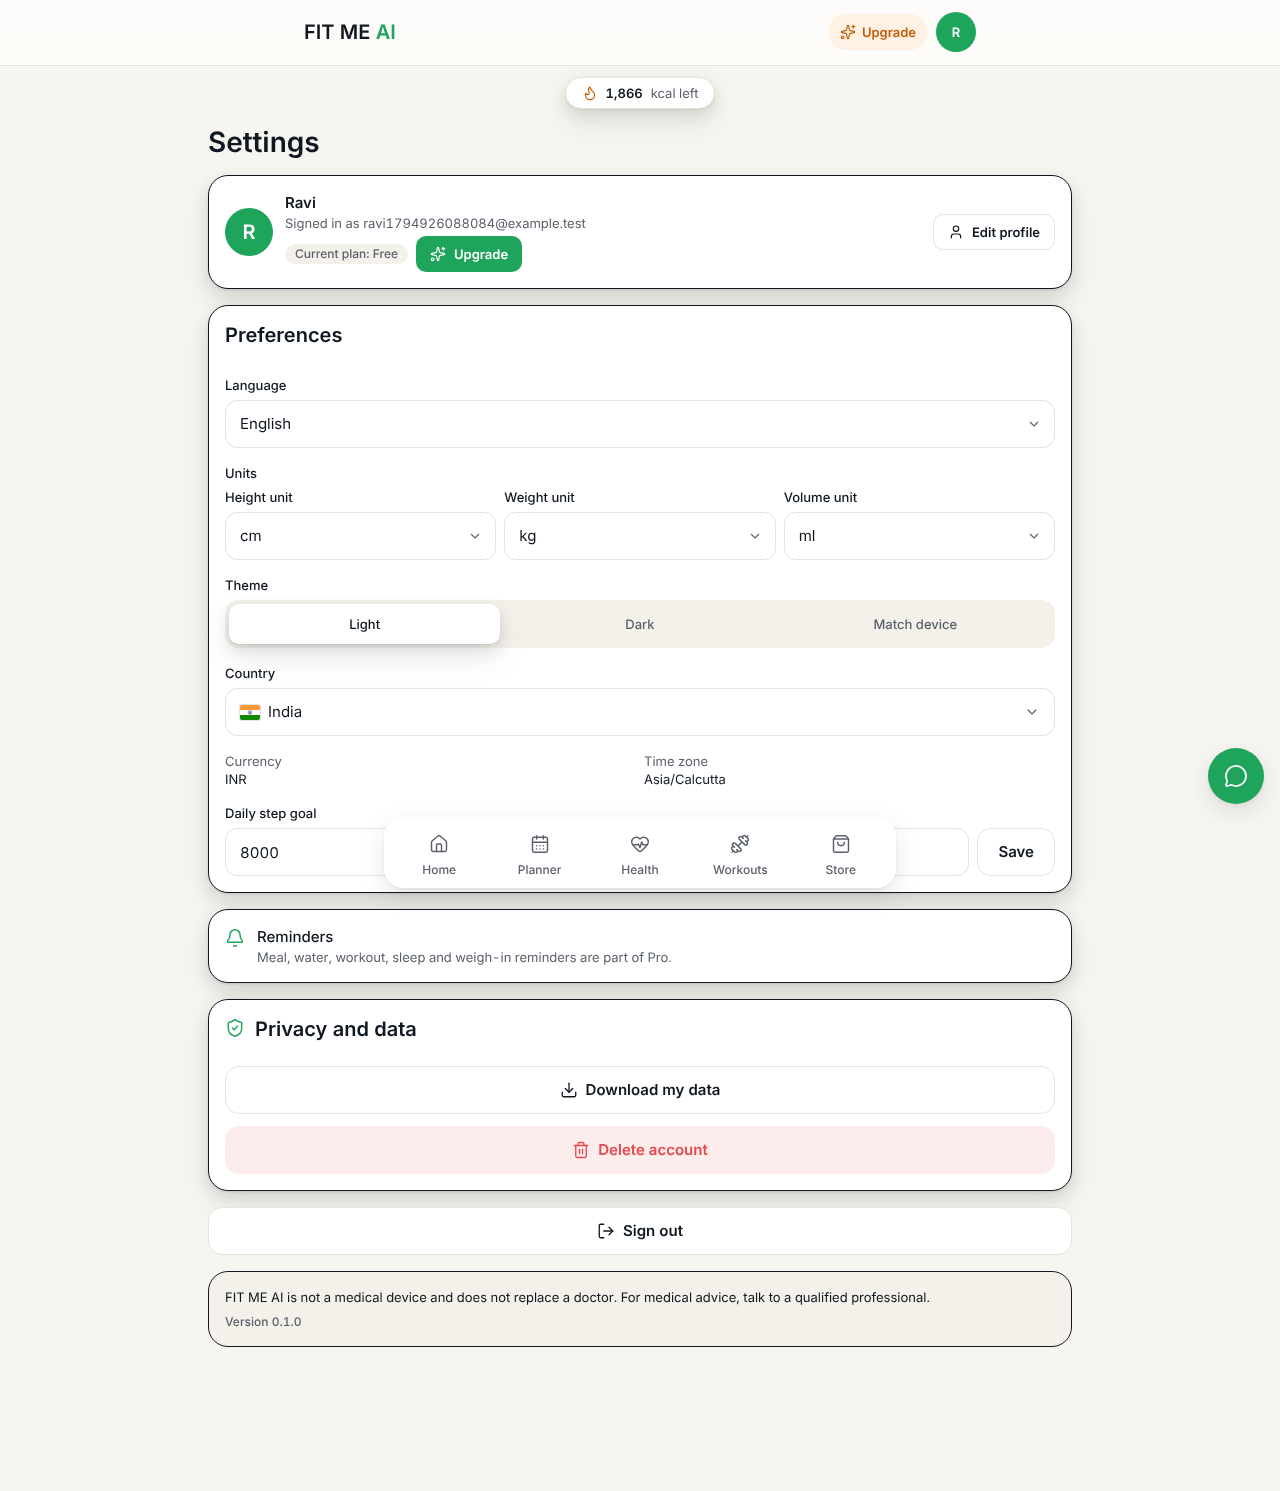 FIT ME AI
Upgrade
R
1,866 kcal left
Settings
R
Ravi
Signed in as ravi1794926088084@example.test
Current plan: Free
Upgrade
Edit profile
Preferences
Language
English
Units
Height unit
Weight unit
Volume unit
cm
kg
ml
Theme
Light
Dark
Match device
Country
India
Currency
INR
Time zone
Asia/Calcutta
Daily step goal
8000
Save
Home
Planner
Health
Workouts
Store
Reminders
Meal, water, workout, sleep and weigh-in reminders are part of Pro.
Privacy and data
Download my data
Delete account
Sign out
FIT ME AI is not a medical device and does not replace a doctor. For medical advice, talk to a qualified professional.
Version 0.1.0